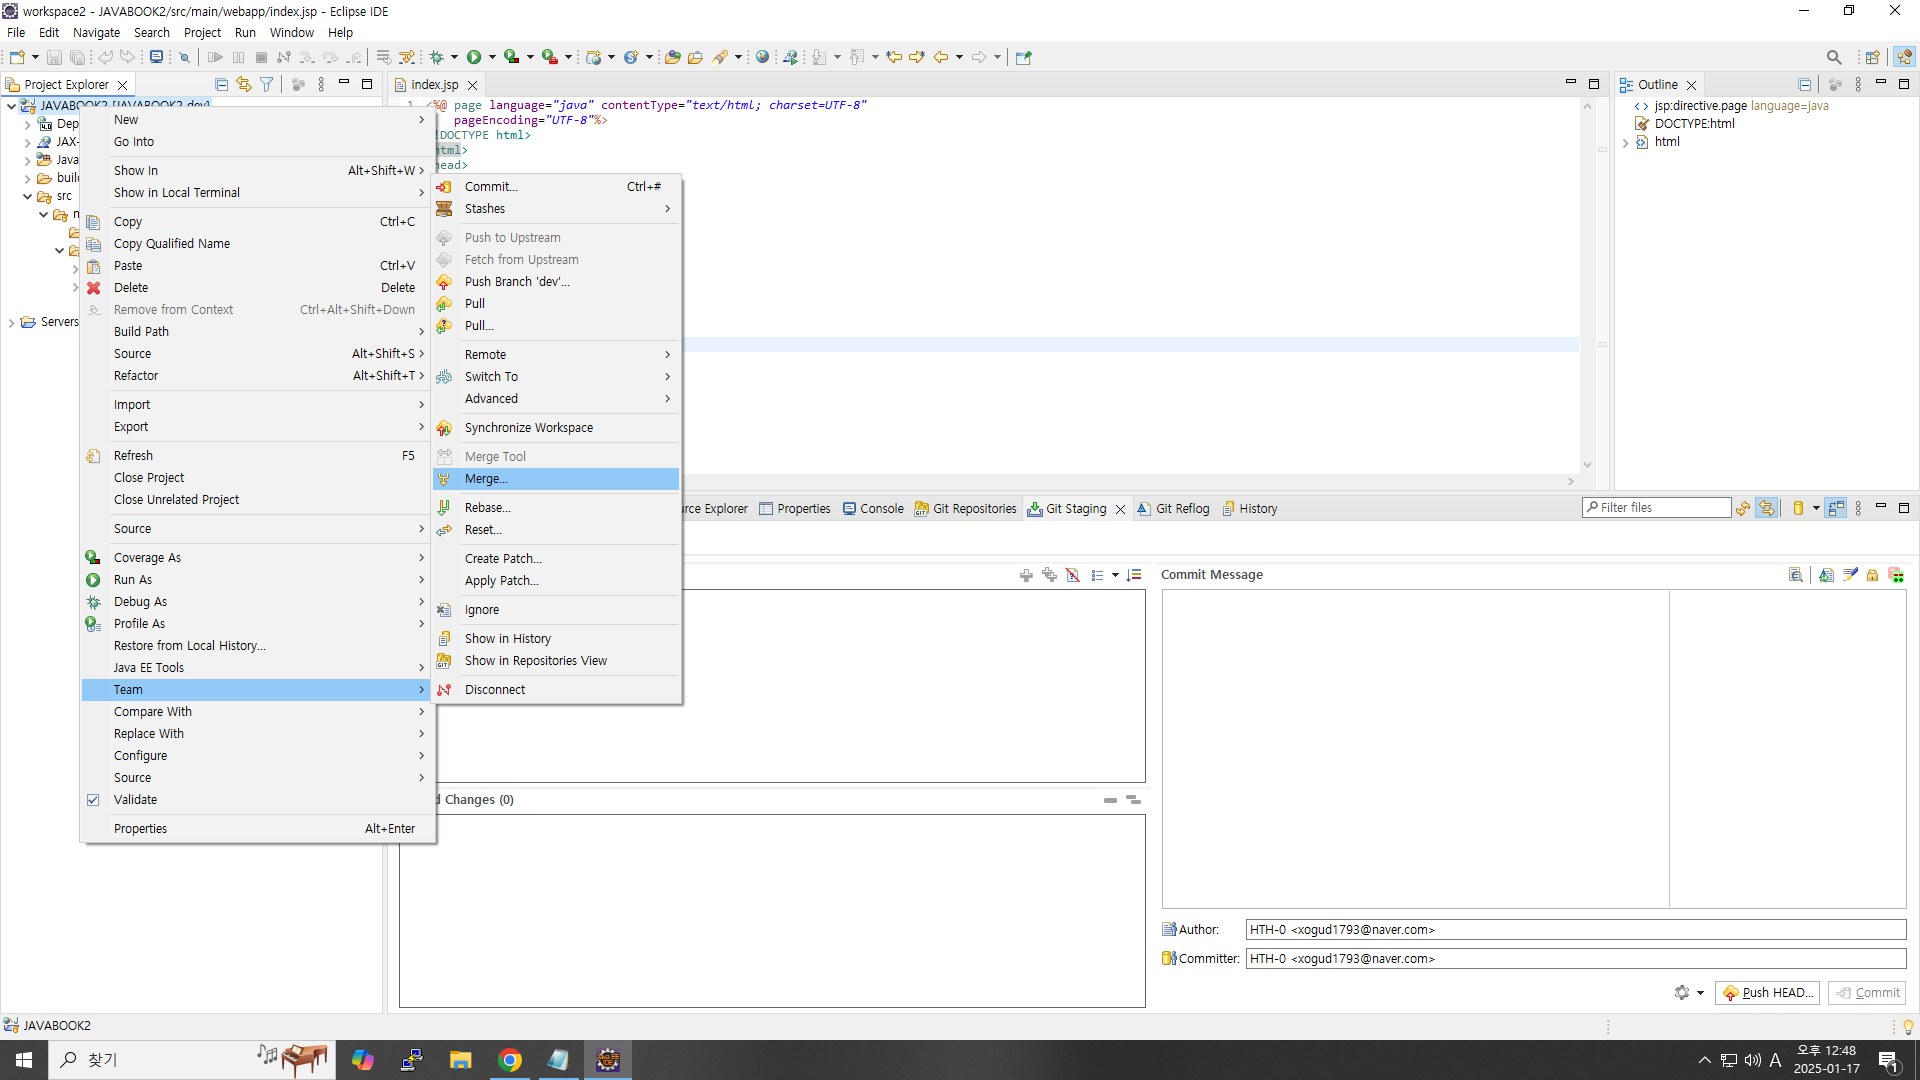 workspace2 - JAVABOOK2/src/main/webapp/index.jsp - Eclipse IDE
File Edit Navigate Search Project Run Window Help
Project Explorer
index.jsp
Outline
JAVABOOK2 [JAVABOOK2 dev]
Dep
JAX-
Java
build
src
Servers
1 <%@ page language="java" contentType="text/html; charset=UTF-8"
pageEncoding="UTF-8"%>
DOCTYPE html>
html>
head>
jsp:directive.page language=java
DOCTYPE:html
html
New
Go Into
Show In Alt+Shift+W
Show in Local Terminal
Copy Ctrl+C
Copy Qualified Name
Paste Ctrl+V
Delete Delete
Remove from Context Ctrl+Alt+Shift+Down
Build Path
Source Alt+Shift+S
Refactor Alt+Shift+T
Import
Export
Refresh F5
Close Project
Close Unrelated Project
Source
Coverage As
Run As
Debug As
Profile As
Restore from Local History...
Java EE Tools
Team
Compare With
Replace With
Configure
Source
Validate
Properties Alt+Enter
Commit... Ctrl+#
Stashes
Push to Upstream
Fetch from Upstream
Push Branch 'dev'...
Pull
Pull...
Remote
Switch To
Advanced
Synchronize Workspace
Merge Tool
Merge...
Rebase...
Reset...
Create Patch...
Apply Patch...
Ignore
Show in History
Show in Repositories View
Disconnect
rce Explorer Properties Console Git Repositories Git Staging Git Reflog History
Filter files
Commit Message
d Changes (0)
Author: HTH-0 <xogud1793@naver.com>
Committer: HTH-0 <xogud1793@naver.com>
Push HEAD... Commit
JAVABOOK2
찾기
A
오후 12:48
2025-01-17
1